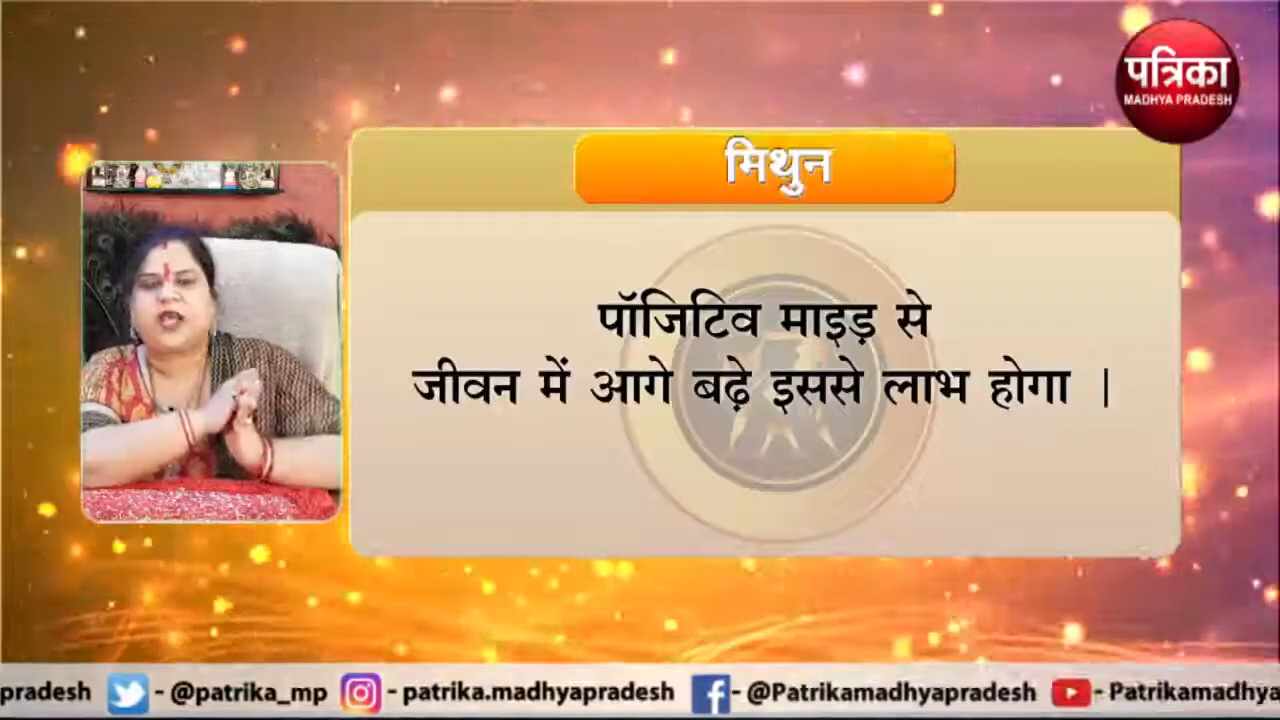 पत्रिका
MADHYA PRADESH
मिथुन
पॉजिटिव माइड़ से
जीवन में आगे बढ़े इससे लाभ होगा |
pradesh - @patrika_mp - patrika.madhyapradesh - @Patrikamadhyapradesh - Patrikamadhya